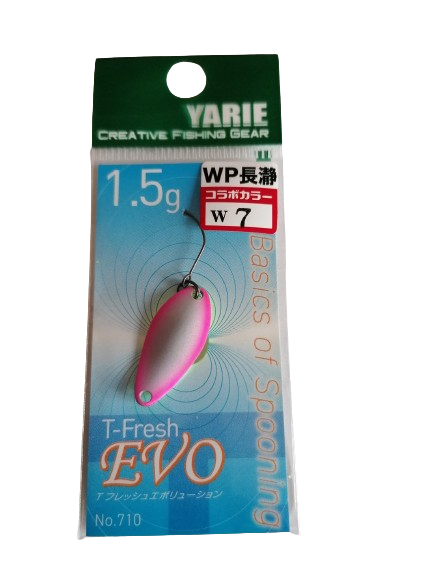 YARIE
CREATIVE FISHING GEAR
1.5g
WP長瀞
コラボカラー
W 7
Basics of Spooning
T-Fresh
EVO
T フレッシュエボリューション
No.710